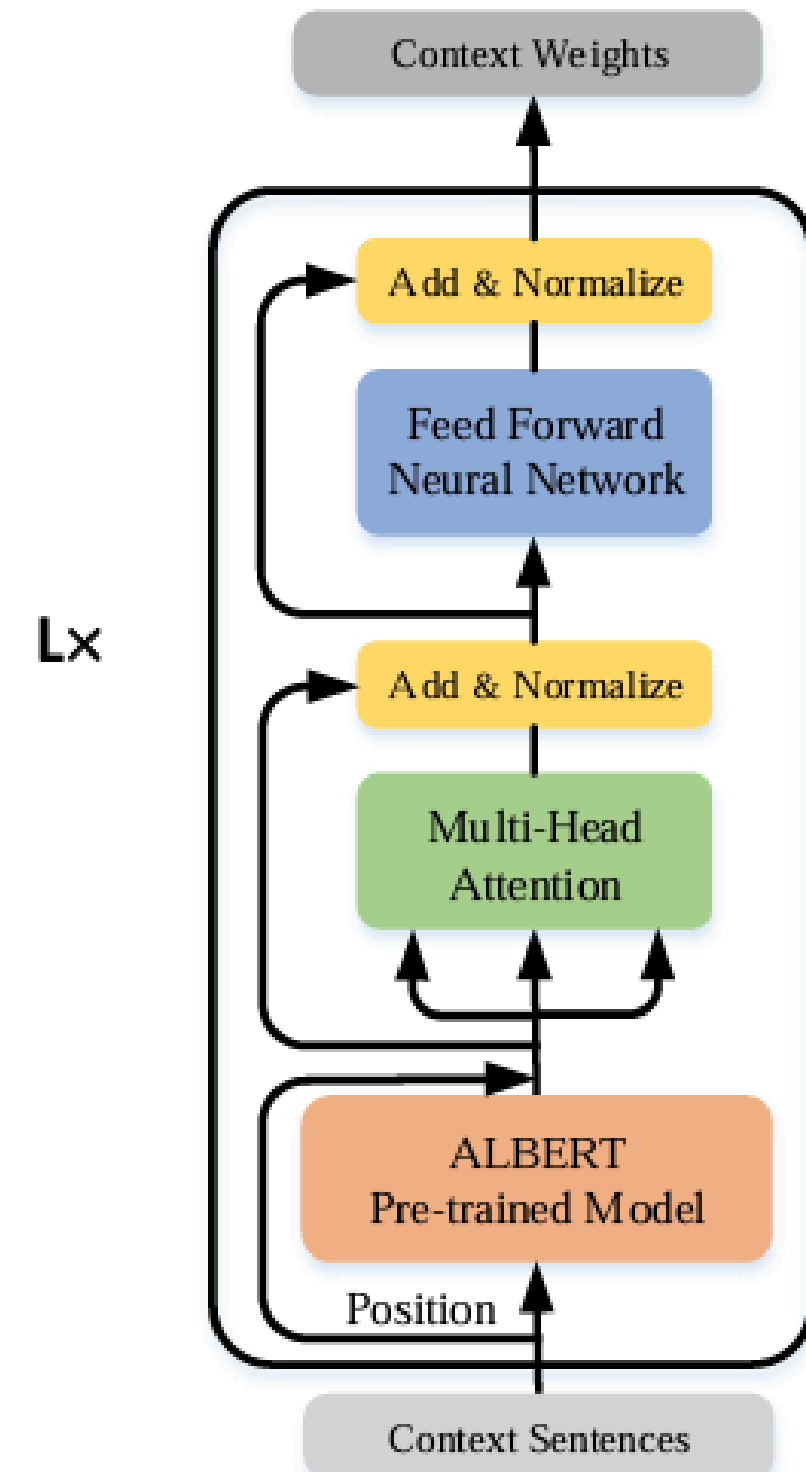 Context Weights
Add & Normalize
Feed Forward
Neural Network
L×
Add & Normalize
Multi-Head
Attention
ALBERT
Pre-trained Model
Position
Context Sentences